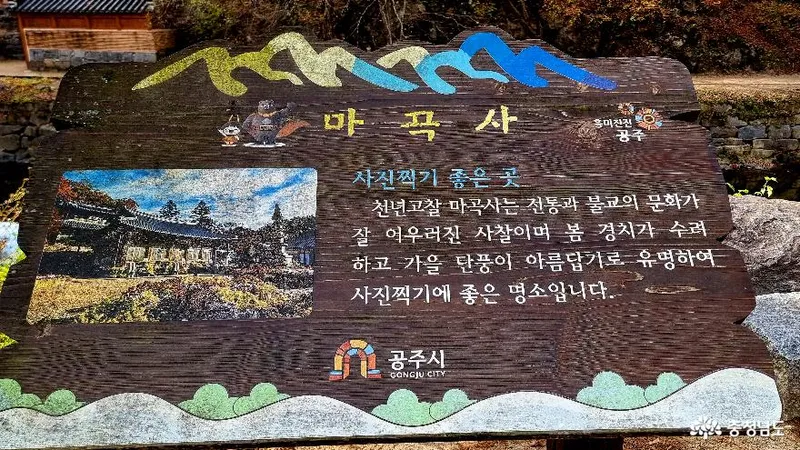 마곡사
흥미진진
공주
사진찍기 좋은 곳
천년고찰 마곡사는 전통과 불교의 문화가
잘 어우러진 사찰이며 봄 경치가 수려
하고 가을 단풍이 아름답기로 유명하여
사진찍기에 좋은 명소입니다.
공주시
GONGJU CITY
충청남도